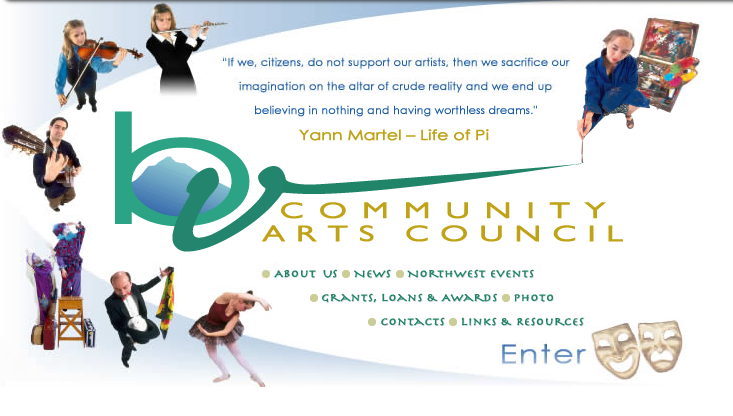 "If we, citizens, do not support our artists, then we sacrifice our
imagination on the altar of crude reality and we end up
believing in nothing and having worthless dreams."
Yann Martel – Life of Pi
bv
COMMUNITY
ARTS COUNCIL
About Us News Northwest Events
Grants, Loans & Awards Photo
Contacts Links & Resources
Enter